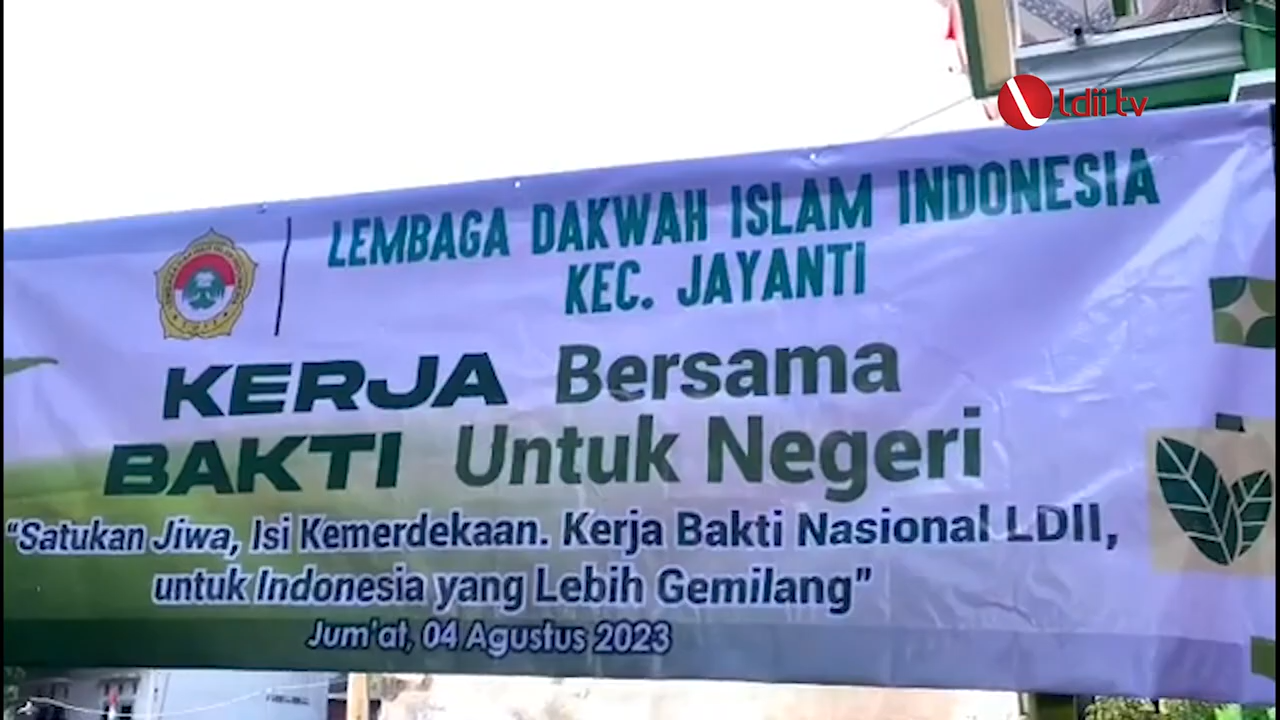 ldii tv
LEMBAGA DAKWAH ISLAM INDONESIA
KEC. JAYANTI
KERJA Bersama
BAKTI Untuk Negeri
“Satukan Jiwa, Isi Kemerdekaan. Kerja Bakti Nasional LDII,
untuk Indonesia yang Lebih Gemilang”
Jum'at, 04 Agustus 2023